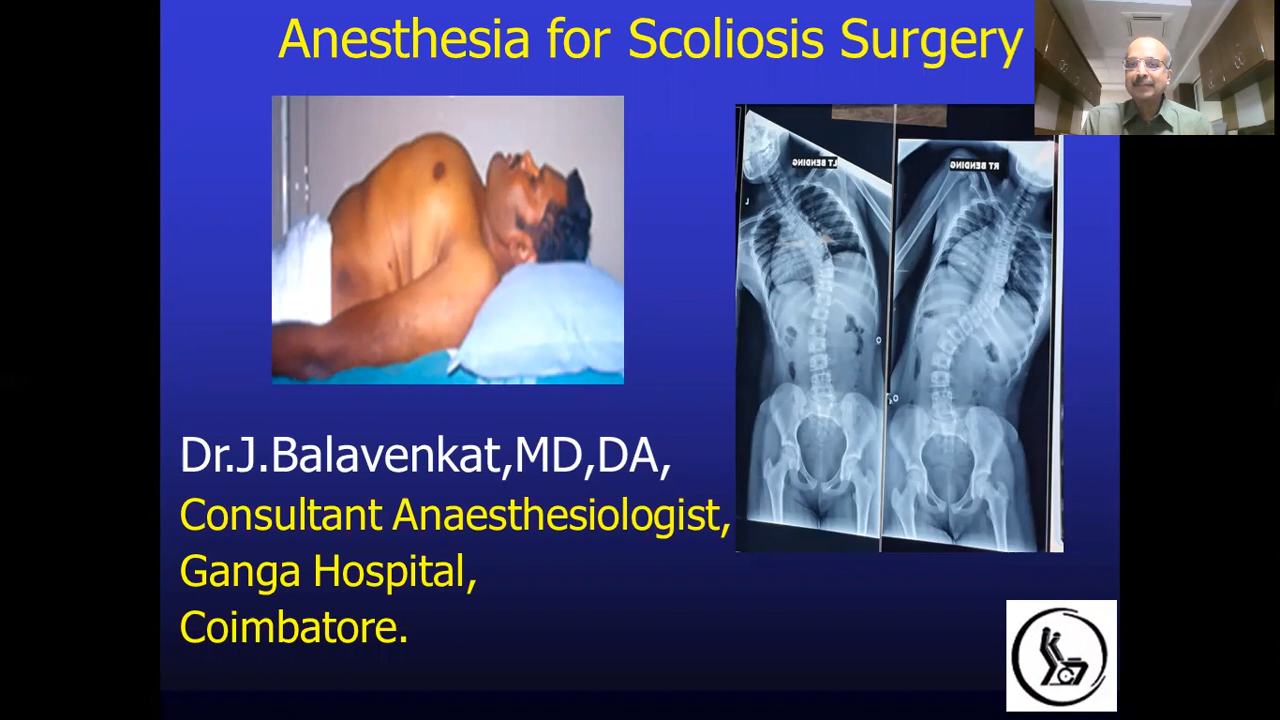 Anesthesia for Scoliosis Surgery
LT BENDING
RT BENDING
L
Dr.J.Balavenkat,MD,DA,
Consultant Anaesthesiologist,
Ganga Hospital,
Coimbatore.